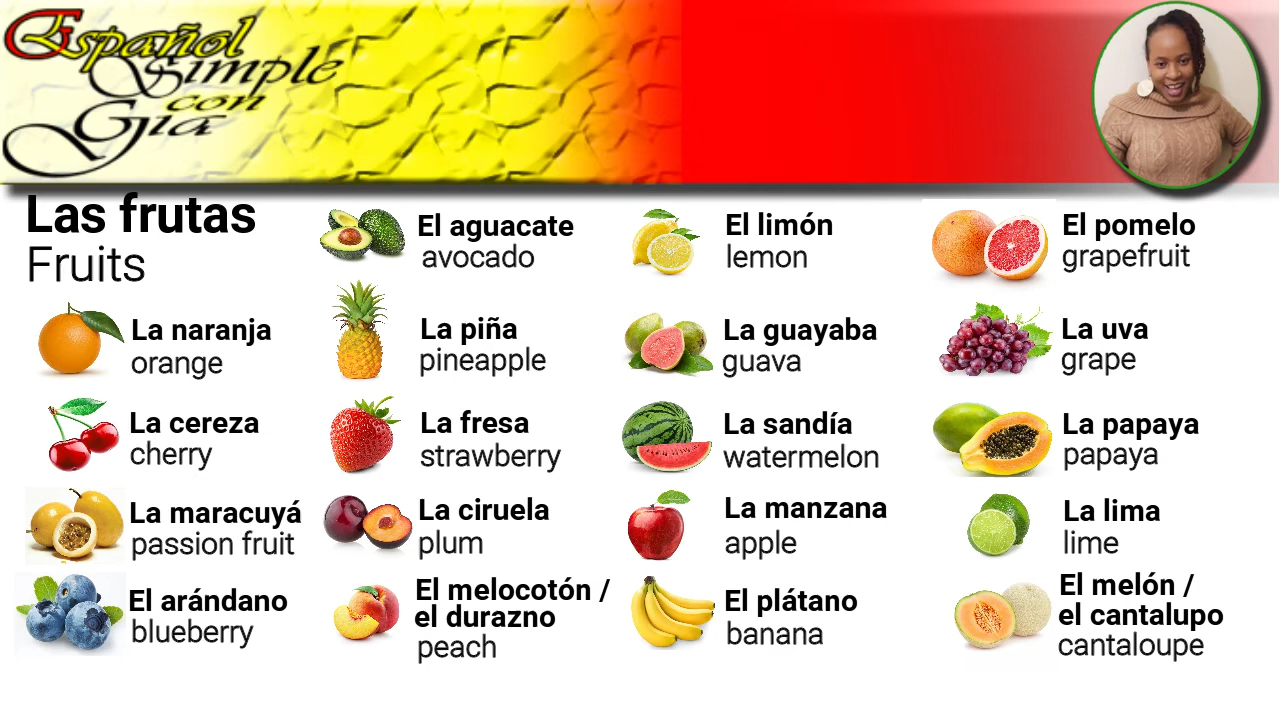 Español
Simple
con
Gia
Las frutas
Fruits
El aguacate
avocado
El limón
lemon
El pomelo
grapefruit
La naranja
orange
La piña
pineapple
La guayaba
guava
La uva
grape
La cereza
cherry
La fresa
strawberry
La sandía
watermelon
La papaya
papaya
La maracuyá
passion fruit
La ciruela
plum
La manzana
apple
La lima
lime
El arándano
blueberry
El melocotón /
el durazno
peach
El plátano
banana
El melón /
el cantalupo
cantaloupe